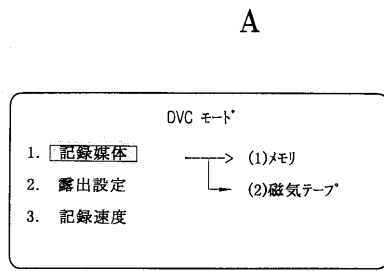 A
DVC ﾓｰﾄﾞ
1. 記録媒体 (1)ﾒﾓﾘ
2. 露出設定 (2)磁気ﾃｰﾌﾟ
3. 記録速度